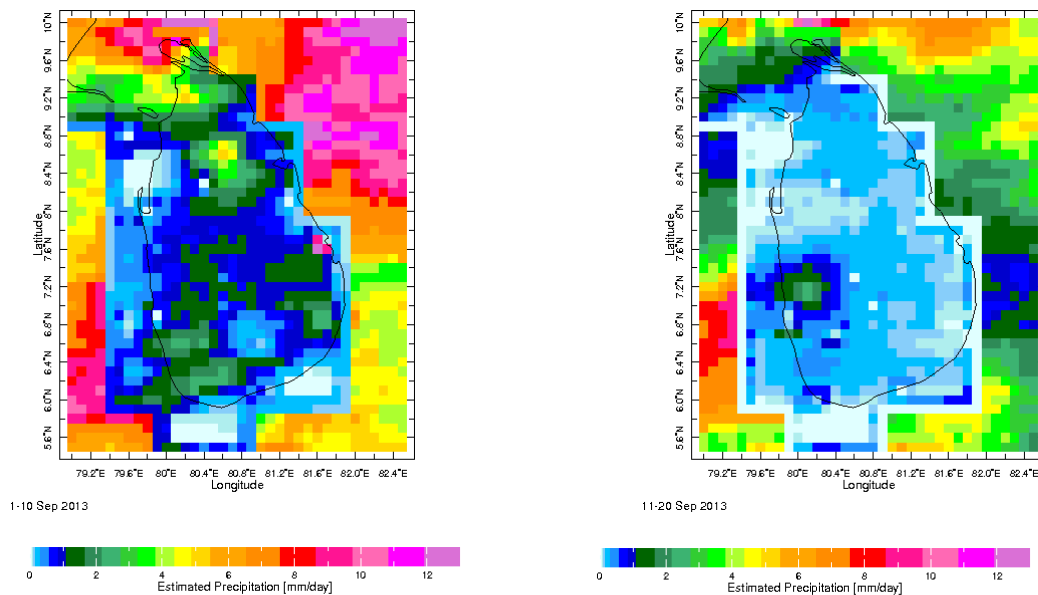 10°N 9.6°N 9.2°N 8.8°N 8.4°N 8°N 7.6°N 7.2°N 6.8°N 6.4°N 6.0°N 5.6°N
Latitude
79.2°E 79.6°E 80°E 80.4°E 80.8°E 81.2°E 81.6°E 82.0°E 82.4°E
Longitude
1-10 Sep 2013
0 2 4 6 8 10 12
Estimated Precipitation [mm/day]
10°N 9.6°N 9.2°N 8.8°N 8.4°N 8°N 7.6°N 7.2°N 6.8°N 6.4°N 6.0°N 5.6°N
Latitude
79.2°E 79.6°E 80°E 80.4°E 80.8°E 81.2°E 81.6°E 82.0°E 82.4°E
Longitude
11-20 Sep 2013
0 2 4 6 8 10 12
Estimated Precipitation [mm/day]